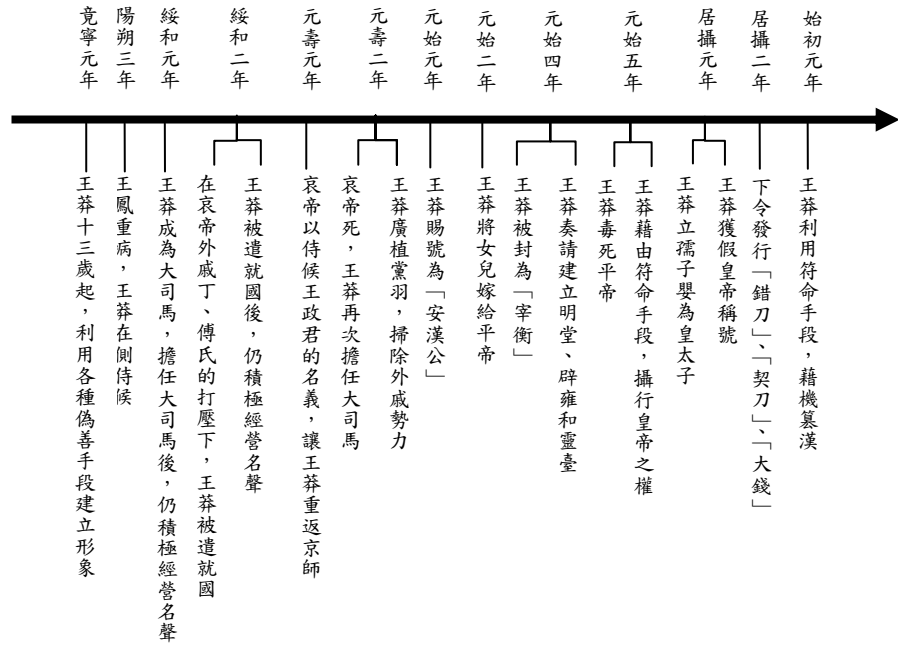 竟寧元年
陽朔三年
綏和元年
綏和二年
元壽元年
元壽二年
元始元年
元始二年
元始四年
元始五年
居攝元年
居攝二年
始初元年
王莽十三歲起，利用各種偽善手段建立形象
王鳳重病，王莽在側侍候
王莽成為大司馬，擔任大司馬後，仍積極經營名聲
在哀帝外戚丁、傅氏的打壓下，王莽被遣就國
王莽被遣就國後，仍積極經營名聲
哀帝以侍候王政君的名義，讓王莽重返京師
哀帝死，王莽再次擔任大司馬
王莽廣植黨羽，掃除外戚勢力
王莽賜號為「安漢公」
王莽將女兒嫁給平帝
王莽被封為「宰衡」
王莽奏請建立明堂、辟雍和靈臺
王莽毒死平帝
王莽藉由符命手段，攝行皇帝之權
王莽立孺子嬰為皇太子
王莽獲假皇帝稱號
下令發行「錯刀」、「契刀」、「大錢」
王莽利用符命手段，藉機篡漢